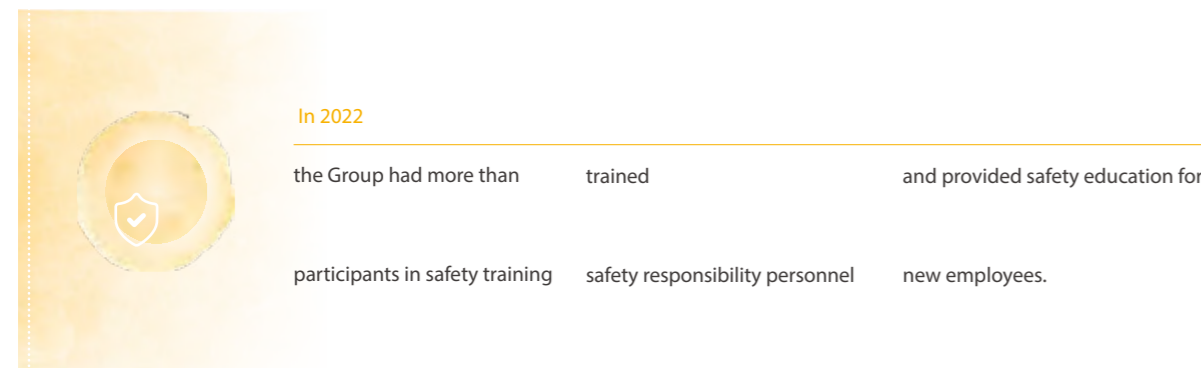 In 2022
the Group had more than
participants in safety training
trained
safety responsibility personnel
and provided safety education for
new employees.